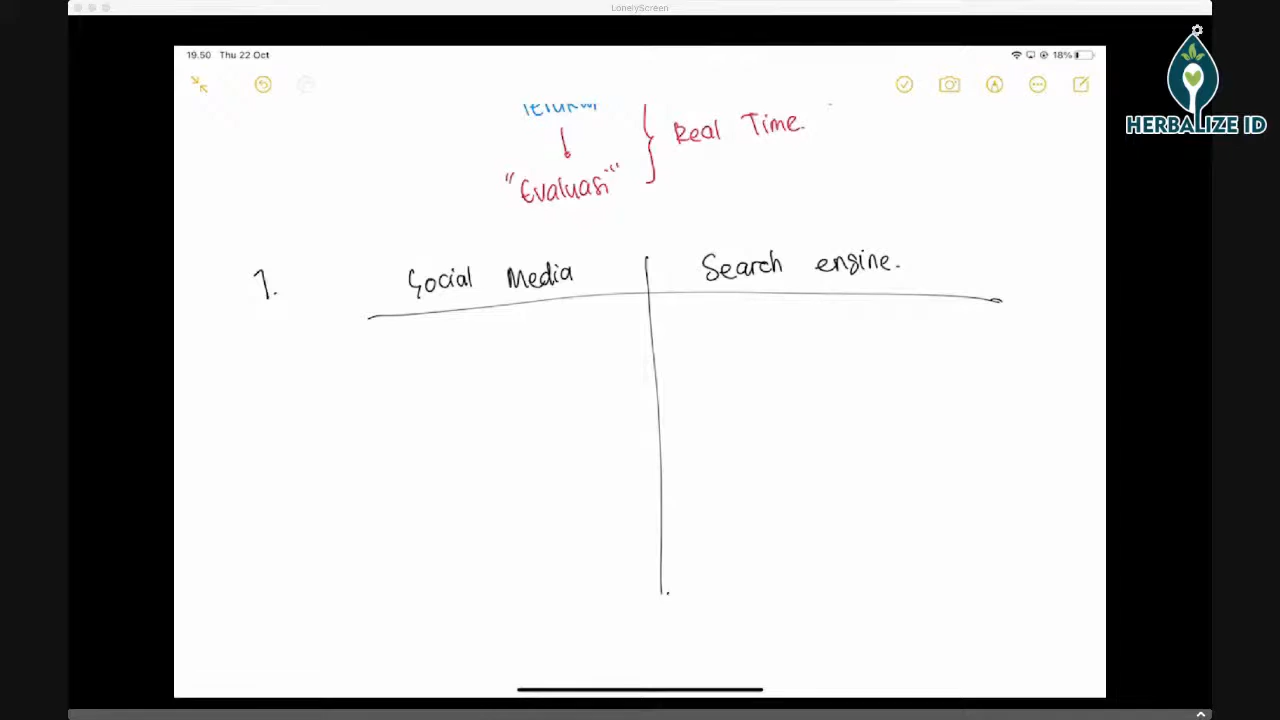 LonelyScreen
19.50 Thu 22 Oct
18%
HERBALIZE ID
Real Time.
"Evaluasi"
1.
Social Media
Search engine.